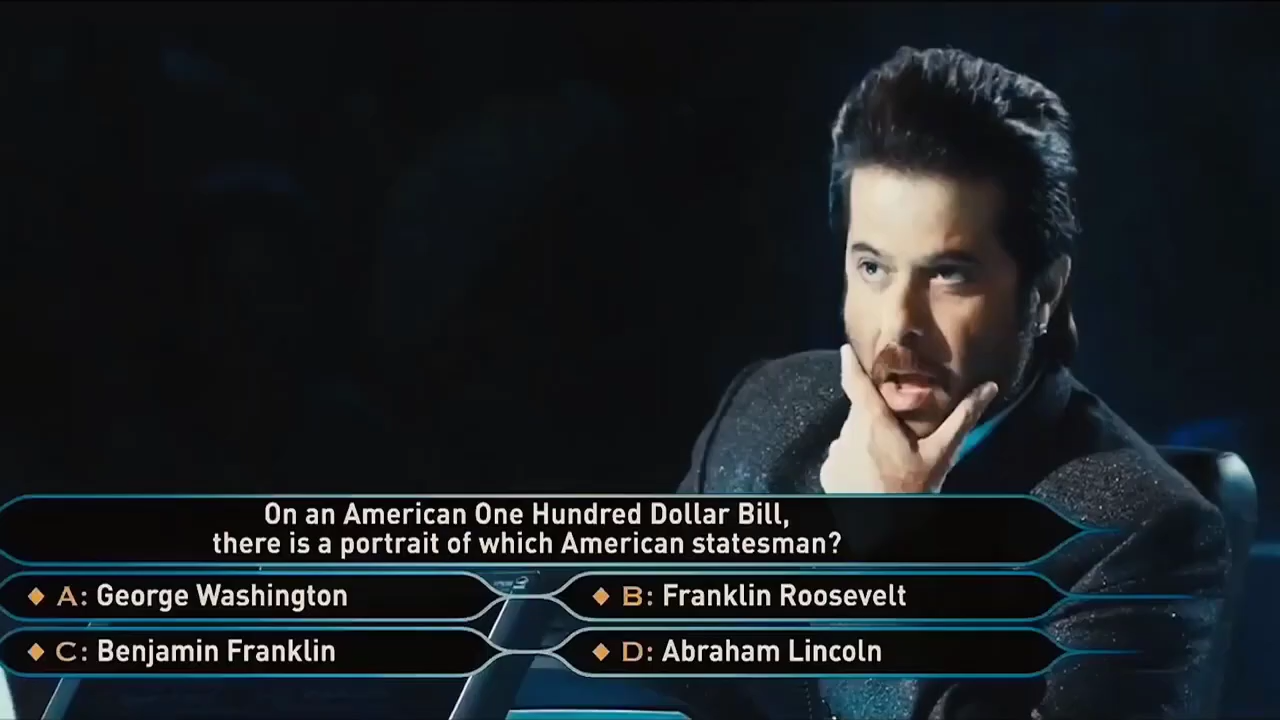 On an American One Hundred Dollar Bill,
there is a portrait of which American statesman?
A: George Washington
B: Franklin Roosevelt
C: Benjamin Franklin
D: Abraham Lincoln